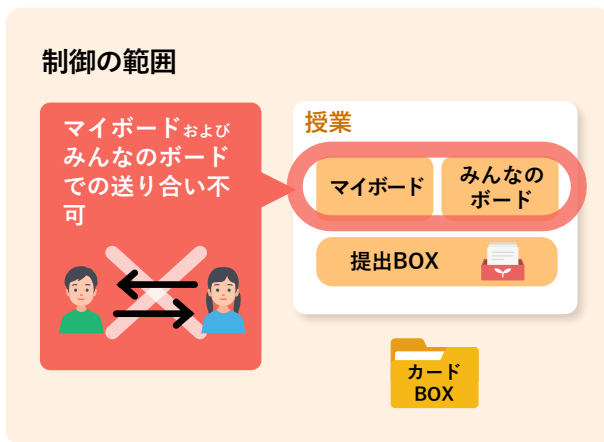 制御の範囲
マイボードおよび
みんなのボード
での送り合い不
可
授業
マイボード
みんなの
ボード
提出BOX
カード
BOX